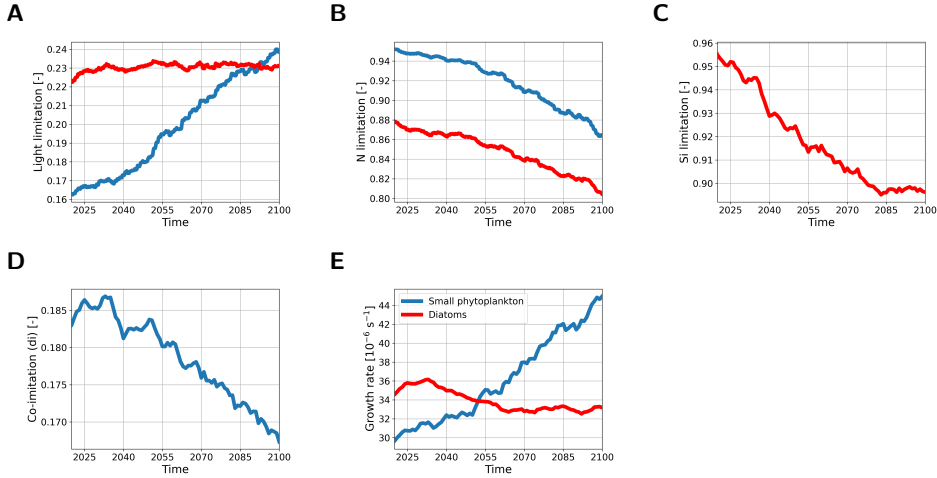 A
B
C
0.24
0.23
0.22
0.21
0.20
0.19
0.18
0.17
0.16
Light limitation [-]
2025 2040 2055 2070 2085 2100
Time
0.94
0.90
0.88
0.84
0.82
0.80
N limitation [-]
2025 2040 2055 2070 2085 2100
Time
0.96
0.95
0.94
0.93
0.92
0.91
0.90
Si limitation [-]
2025 2040 2055 2070 2085 2100
Time
D
E
0.185
0.180
0.175
0.170
Co-imitation (di) [-]
2025 2040 2055 2070 2085 2100
Time
Small phytoplankton
Diatoms
44
42
40
38
36
34
32
30
Growth rate [10⁻⁶ s⁻¹]
2025 2040 2055 2070 2085 2100
Time